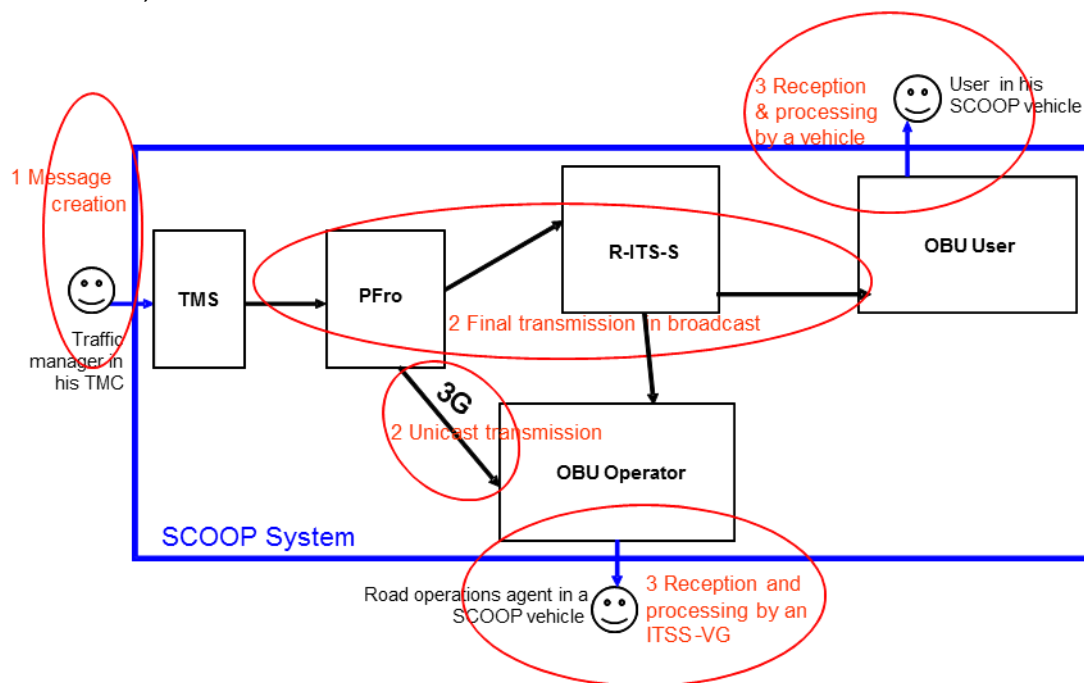 3 Reception
& processing
by a vehicle
User in his
SCOOP vehicle
1 Message
creation
R-ITS-S
OBU User
TMS
PFro
2 Final transmission in broadcast
Traffic
manager in
his TMC
3G
2 Unicast transmission
OBU Operator
SCOOP System
Road operations agent in a
SCOOP vehicle
3 Reception and
processing by an
ITSS-VG